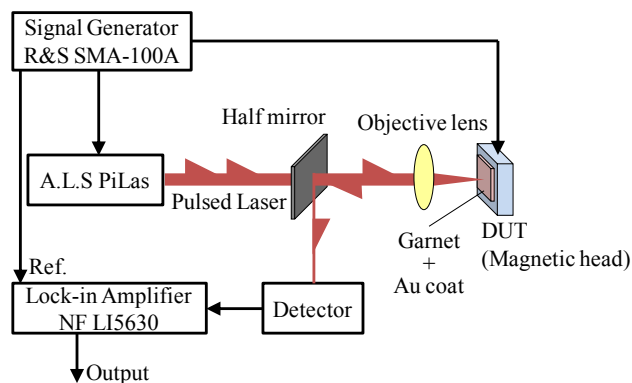 Signal Generator
R&S SMA-100A
Half mirror
Objective lens
A.L.S PiLas
Pulsed Laser
DUT
(Magnetic head)
Garnet
+
Au coat
Ref.
Lock-in Amplifier
NF LI5630
Detector
Output